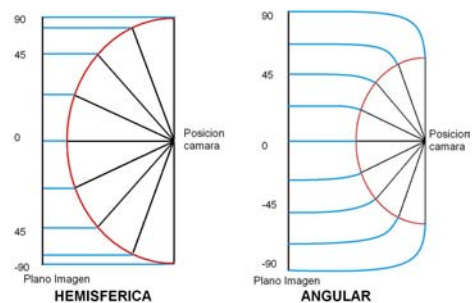 90
45
0
45
-90
Posicion
camara
Plano Imagen
HEMISFERICA
90
45
0
-45
-90
Posicion
camara
Plano Imagen
ANGULAR